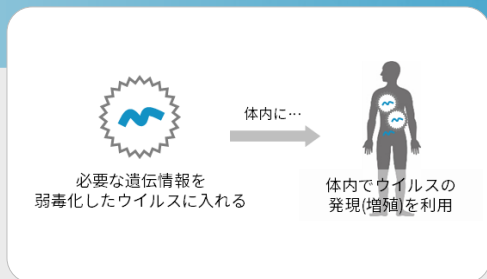 体内に…
必要な遺伝情報を
弱毒化したウイルスに入れる
体内でウイルスの
発現(増殖)を利用